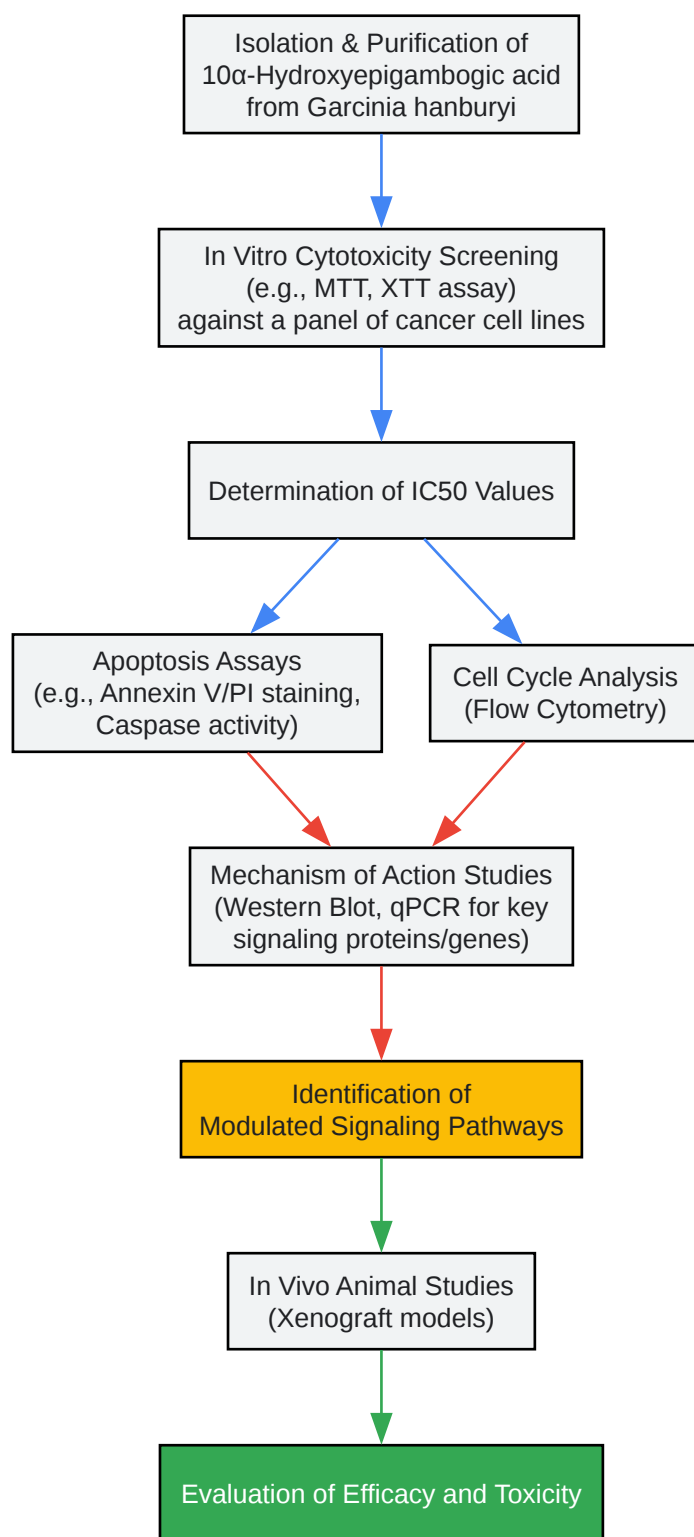 Isolation & Purification of
10α-Hydroxyepigambogic acid
from Garcinia hanburyi
In Vitro Cytotoxicity Screening
(e.g., MTT, XTT assay)
against a panel of cancer cell lines
Determination of IC50 Values
Apoptosis Assays
(e.g., Annexin V/PI staining,
Caspase activity)
Cell Cycle Analysis
(Flow Cytometry)
Mechanism of Action Studies
(Western Blot, qPCR for key
signaling proteins/genes)
Identification of
Modulated Signaling Pathways
In Vivo Animal Studies
(Xenograft models)
Evaluation of Efficacy and Toxicity